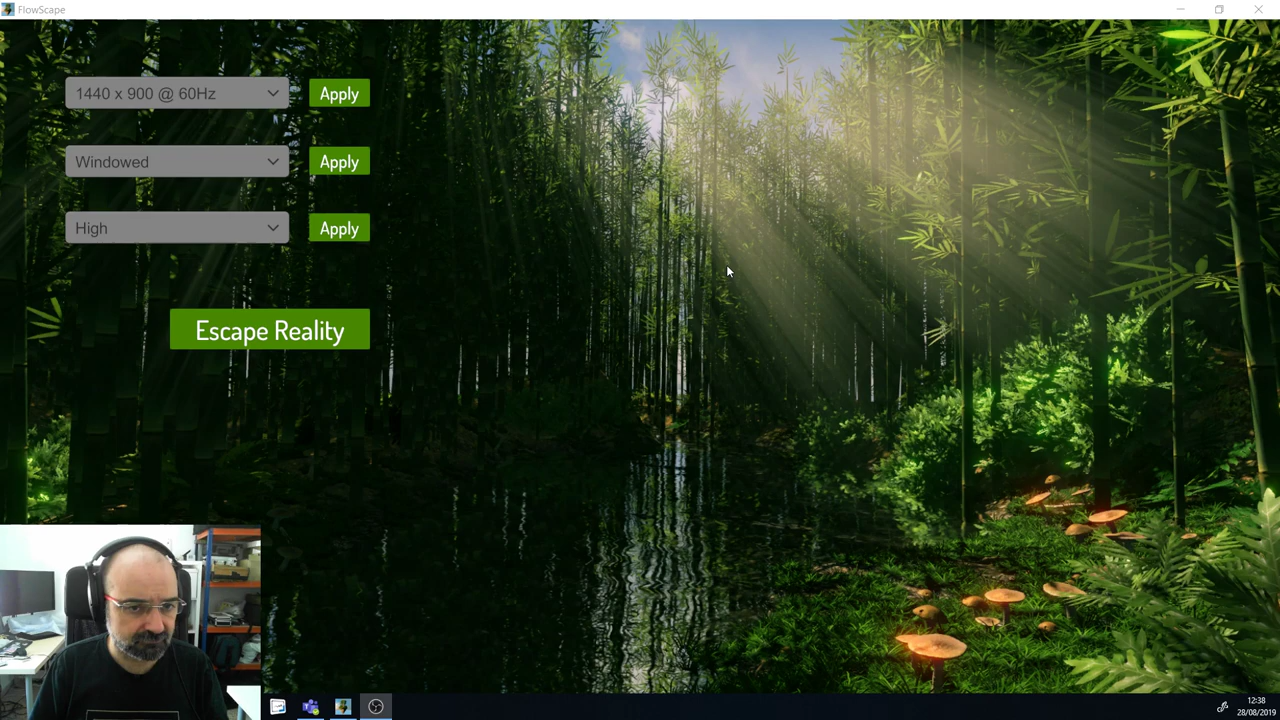 FlowScape
1440 x 900 @ 60Hz
Apply
Windowed
Apply
High
Apply
Escape Reality
12:38
28/08/2019